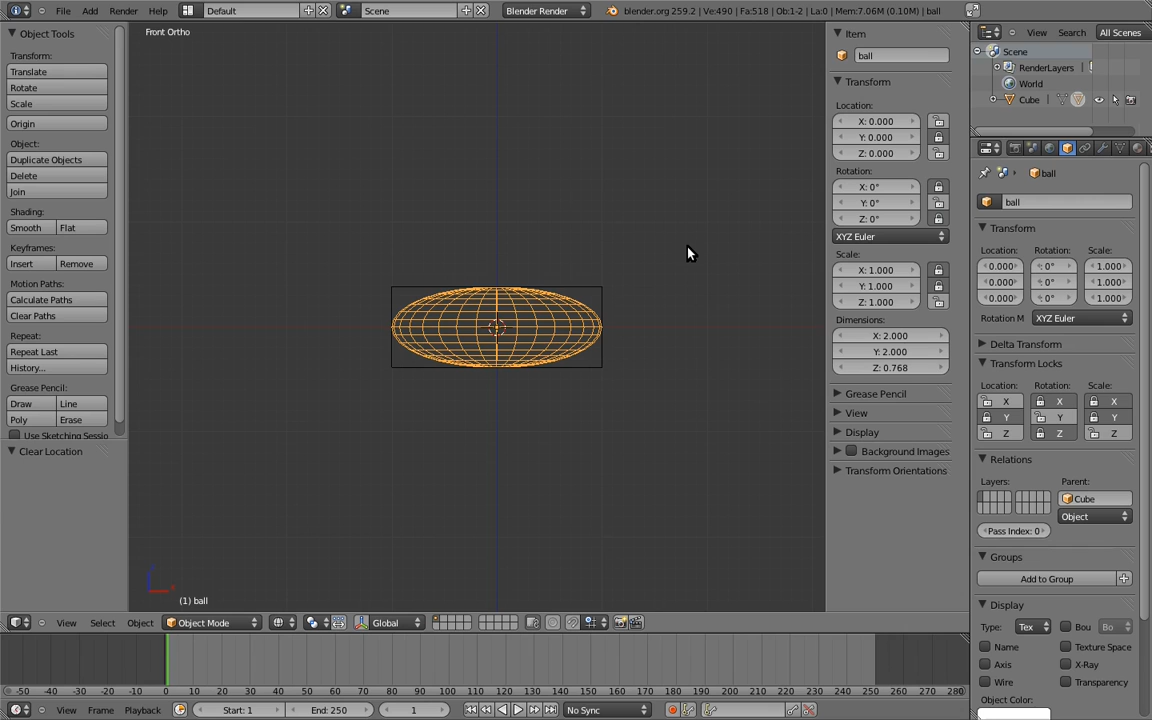 File Add Render Help Default Scene Blender Render blender.org 259.2 | Ve:490 | Fa:518 | Ob:1-2 | La:0 | Mem:7.06M (0.10M) | ball
Object Tools
Transform:
Translate
Rotate
Scale
Origin
Object:
Duplicate Objects
Delete
Join
Shading:
Smooth Flat
Keyframes:
Insert Remove
Motion Paths:
Calculate Paths
Clear Paths
Repeat:
Repeat Last
History...
Grease Pencil:
Draw Line
Poly Erase
Use Sketching Sessio
Clear Location
Front Ortho
(1) ball
Item
ball
Transform
Location:
X: 0.000
Y: 0.000
Z: 0.000
Rotation:
X: 0°
Y: 0°
Z: 0°
XYZ Euler
Scale:
X: 1.000
Y: 1.000
Z: 1.000
Dimensions:
X: 2.000
Y: 2.000
Z: 0.768
Grease Pencil
View
Display
Background Images
Transform Orientations
View Search All Scenes
Scene
RenderLayers
World
Cube
ball
ball
Transform
Location: Rotation: Scale:
0.000 0° 1.000
0.000 0° 1.000
0.000 0° 1.000
Rotation M XYZ Euler
Delta Transform
Transform Locks
Location: Rotation: Scale:
X X X
Y Y Y
Z Z Z
Relations
Layers: Parent:
Cube
Object
Pass Index: 0
Groups
Add to Group
Display
Type: Tex Bou Bo
Name Texture Space
Axis X-Ray
Wire Transparency
Object Color:
View Select Object Object Mode Global
-50 -40 -30 -20 -10 0 10 20 30 40 50 60 70 80 90 100 110 120 130 140 150 160 170 180 190 200 210 220 230 240 250 260 270 280
View Frame Playback Start: 1 End: 250 1 No Sync